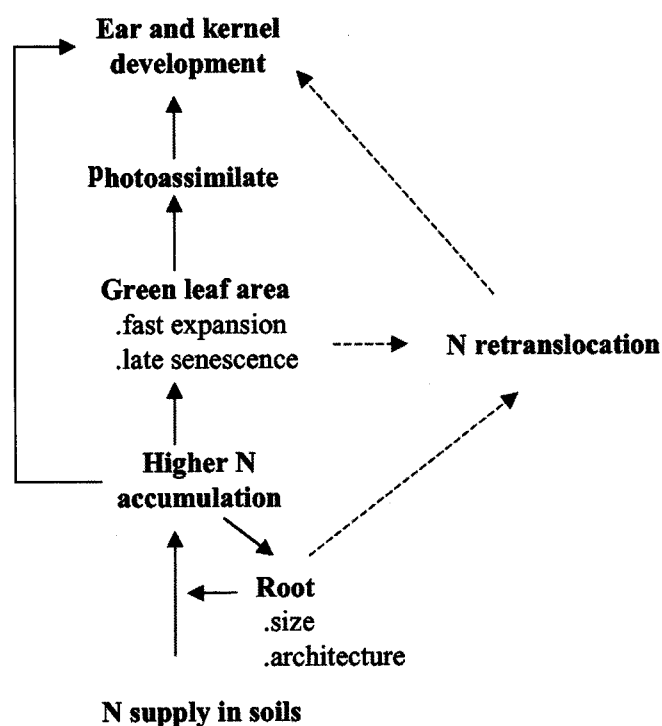 Ear and kernel
development
Photoassimilate
Green leaf area
.fast expansion
.late senescence
N retranslocation
Higher N
accumulation
Root
.size
.architecture
N supply in soils